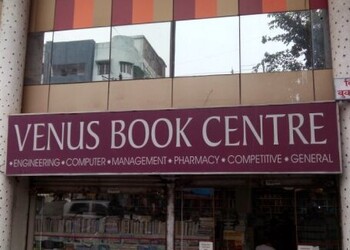 VENUS BOOK CENTRE
•ENGINEERING •COMPUTER •MANAGEMENT •PHARMACY •COMPETITIVE •GENERAL